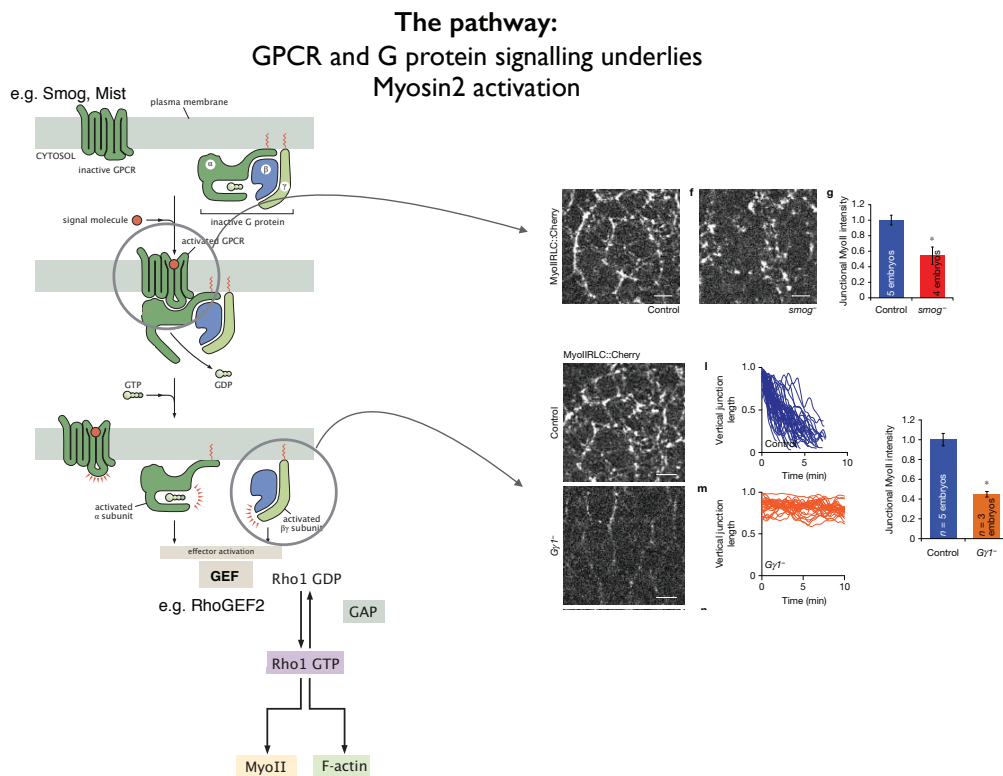 The pathway:
GPCR and G protein signalling underlies
Myosin2 activation
e.g. Smog, Mist
plasma membrane
CYTOSOL
inactive GPCR
α
β
γ
inactive G protein
signal molecule
activated GPCR
GTP
GDP
activated
α subunit
activated
βγ subunit
effector activation
GEF
e.g. RhoGEF2
Rho1 GDP
GAP
Rho1 GTP
MyoII
F-actin
MyoIIRLC::Cherry
Control
f
smog⁻
g
Junctional MyoII intensity
1.2
1.0
0.8
0.6
0.4
0.2
0
*
5 embryos
4 embryos
Control
smog⁻
MyoIIRLC::Cherry
Control
Gγ1⁻
l
Vertical junction
length
1.0
0.5
0
Control
0
5
10
Time (min)
m
Vertical junction
length
1.0
0.5
0
Gγ1⁻
0
5
10
Time (min)
Junctional MyoII intensity
1.2
1.0
0.8
0.6
0.4
0.2
0
*
n = 5 embryos
n = 3
embryos
Control
Gγ1⁻